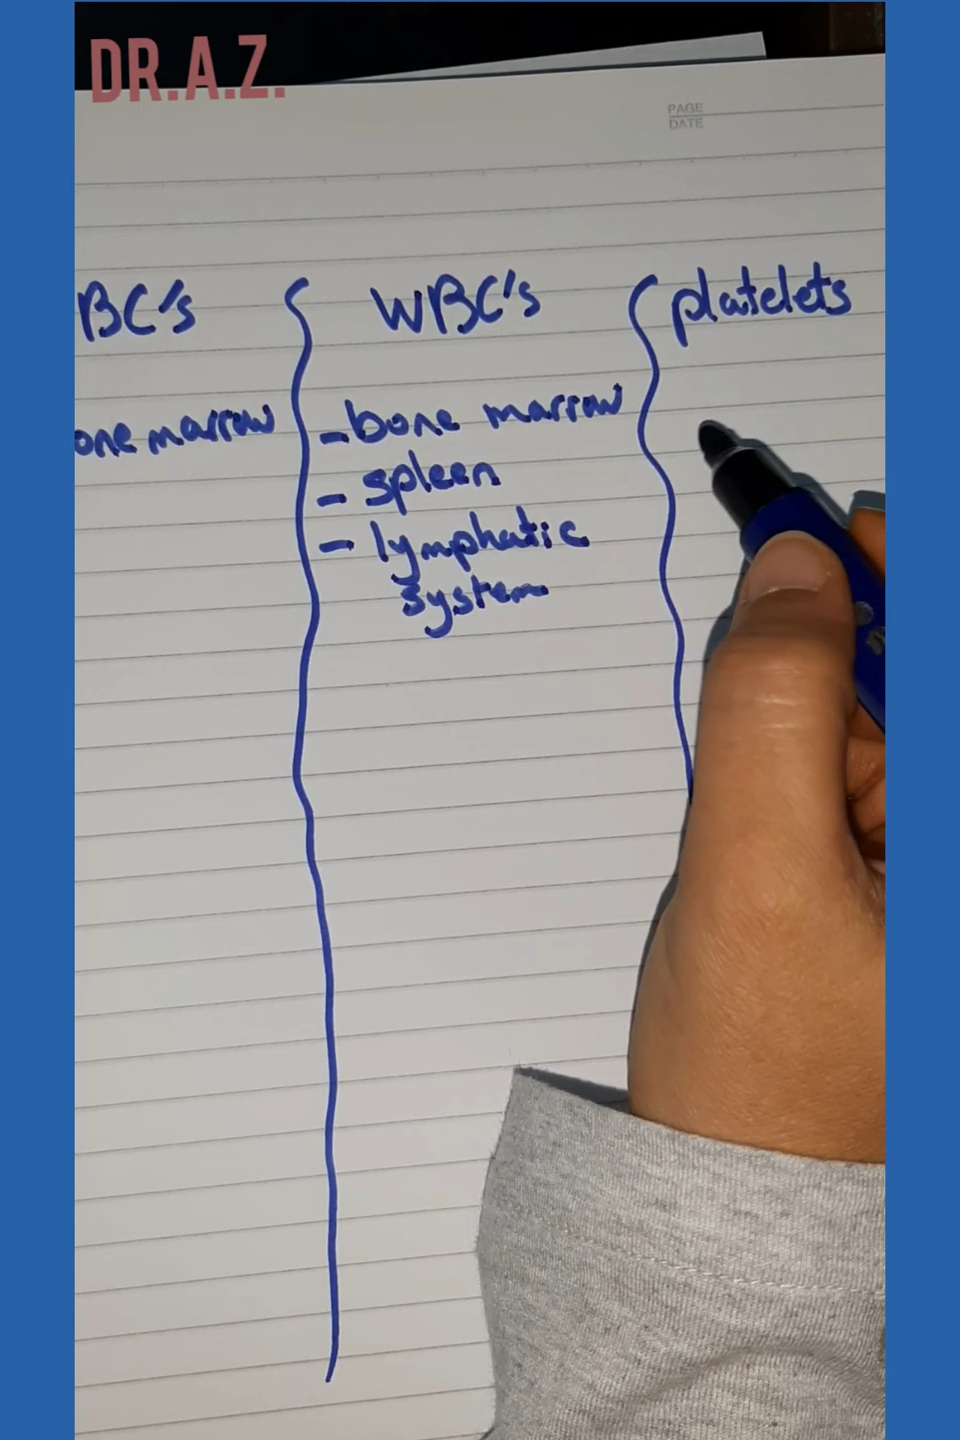 DR.A.Z.
PAGE
DATE
BC's
WBC's
platelets
one marrow
- bone marrow
- spleen
- lymphatic
system